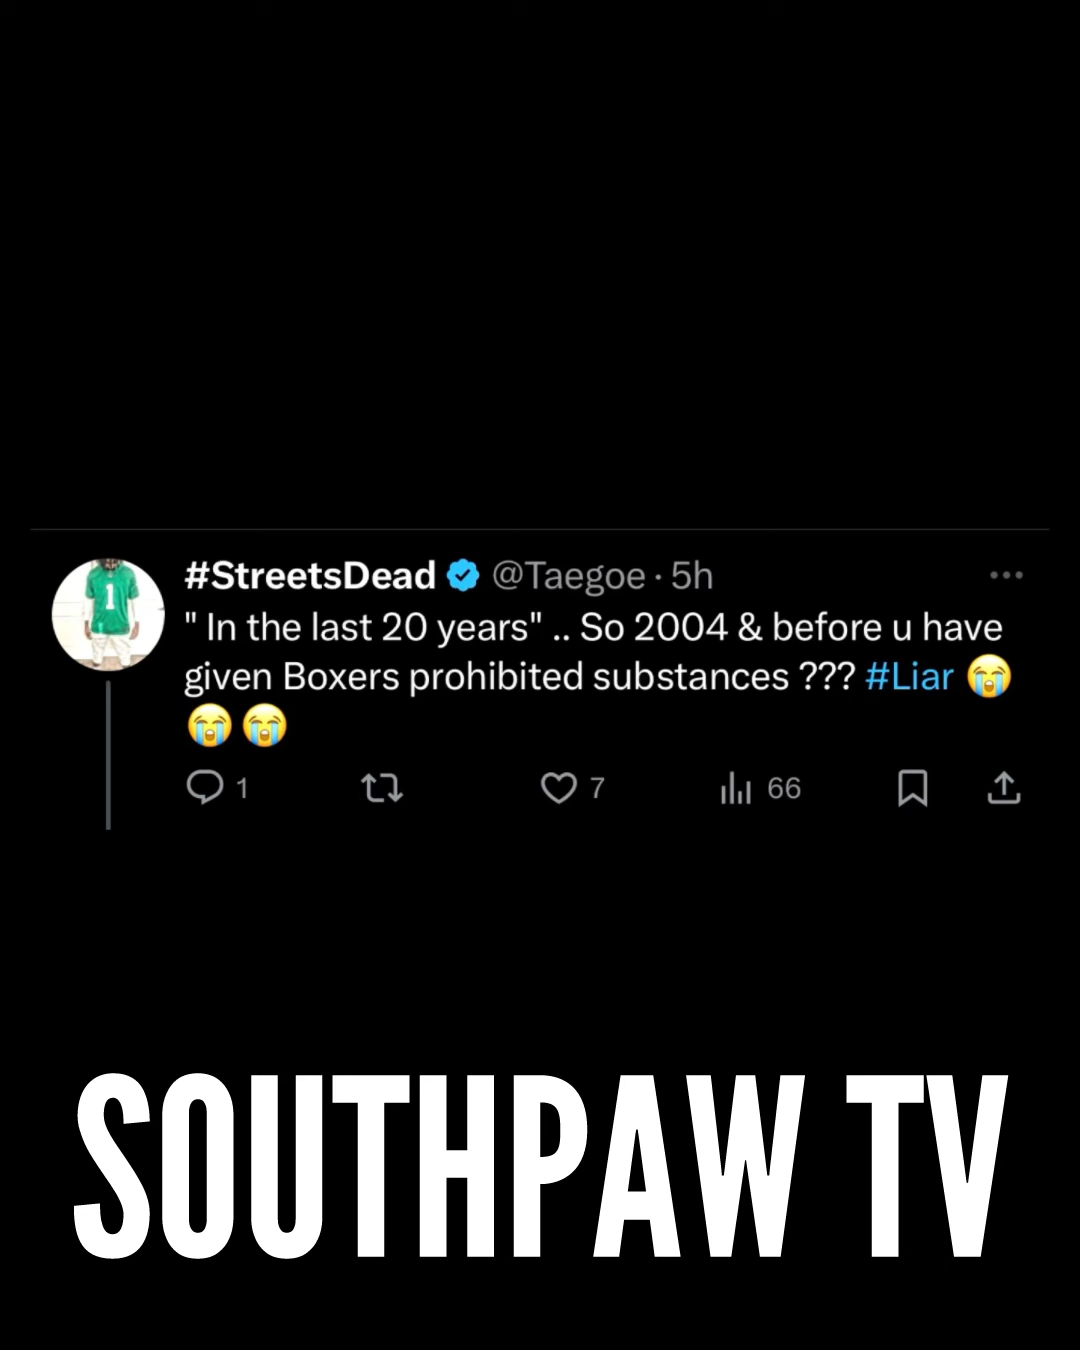 #StreetsDead @Taegoe · 5h
" In the last 20 years" .. So 2004 & before u have
given Boxers prohibited substances ??? #Liar 😭
😭😭
1 7 66
SOUTHPAW TV